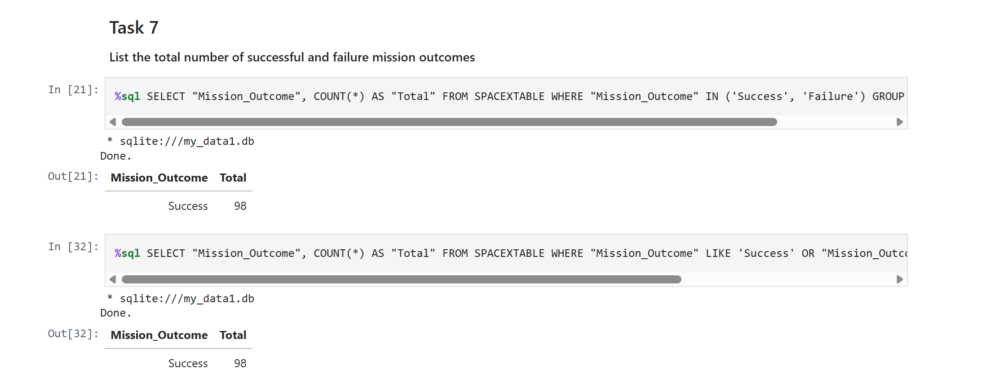 Task 7
List the total number of successful and failure mission outcomes
In [21]:
%sql SELECT "Mission_Outcome", COUNT(*) AS "Total" FROM SPACEXTABLE WHERE "Mission_Outcome" IN ('Success', 'Failure') GROUP
* sqlite:///my_data1.db
Done.
Out[21]:
Mission_Outcome Total
Success 98
In [32]:
%sql SELECT "Mission_Outcome", COUNT(*) AS "Total" FROM SPACEXTABLE WHERE "Mission_Outcome" LIKE 'Success' OR "Mission_Outc
* sqlite:///my_data1.db
Done.
Out[32]:
Mission_Outcome Total
Success 98